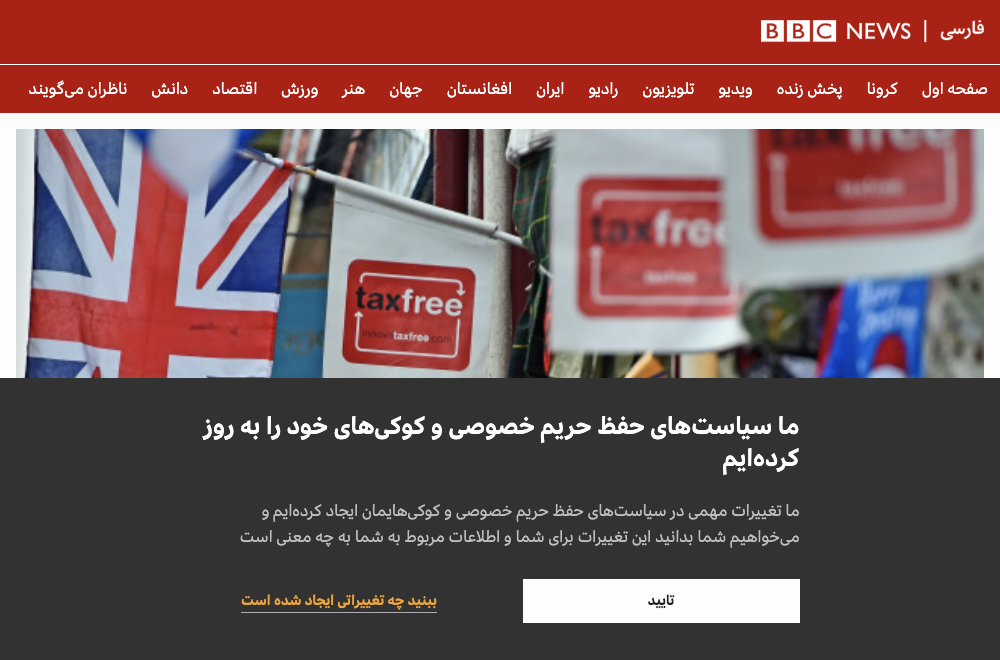 BBC NEWS | فارسی
صفحه اول کرونا پخش زنده ویدیو تلویزیون رادیو ایران افغانستان جهان هنر ورزش اقتصاد دانش ناظران می‌گویند
taxfree
taxfree
taxfree
taxfree
innovataxfree.com
taxfree
ما سیاست‌های حفظ حریم خصوصی و کوکی‌های خود را به روز
کرده‌ایم
ما تغییرات مهمی در سیاست‌های حفظ حریم خصوصی و کوکی‌هایمان ایجاد کرده‌ایم و
می‌خواهیم شما بدانید این تغییرات برای شما و اطلاعات مربوط به شما به چه معنی است
تایید
ببنید چه تغییراتی ایجاد شده است